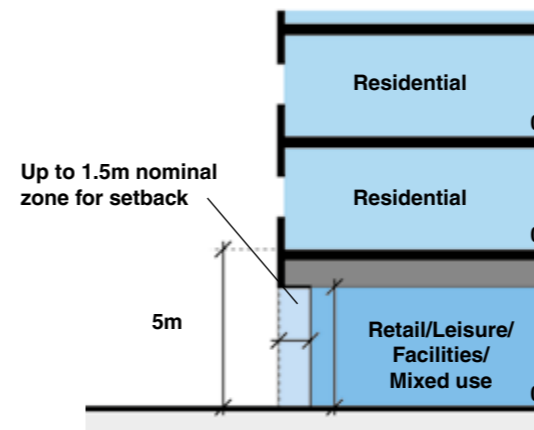 Residential
Up to 1.5m nominal
zone for setback
Residential
5m
Retail/Leisure/
Facilities/
Mixed use